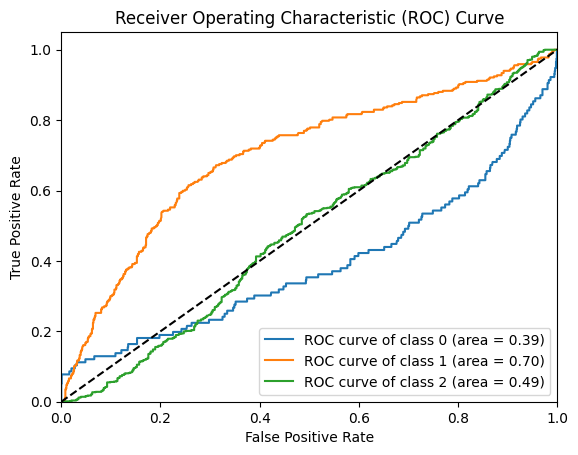 Receiver Operating Characteristic (ROC) Curve
1.0
0.8
0.6
0.4
0.2
0.0
True Positive Rate
ROC curve of class 0 (area = 0.39)
ROC curve of class 1 (area = 0.70)
ROC curve of class 2 (area = 0.49)
0.0 0.2 0.4 0.6 0.8 1.0
False Positive Rate